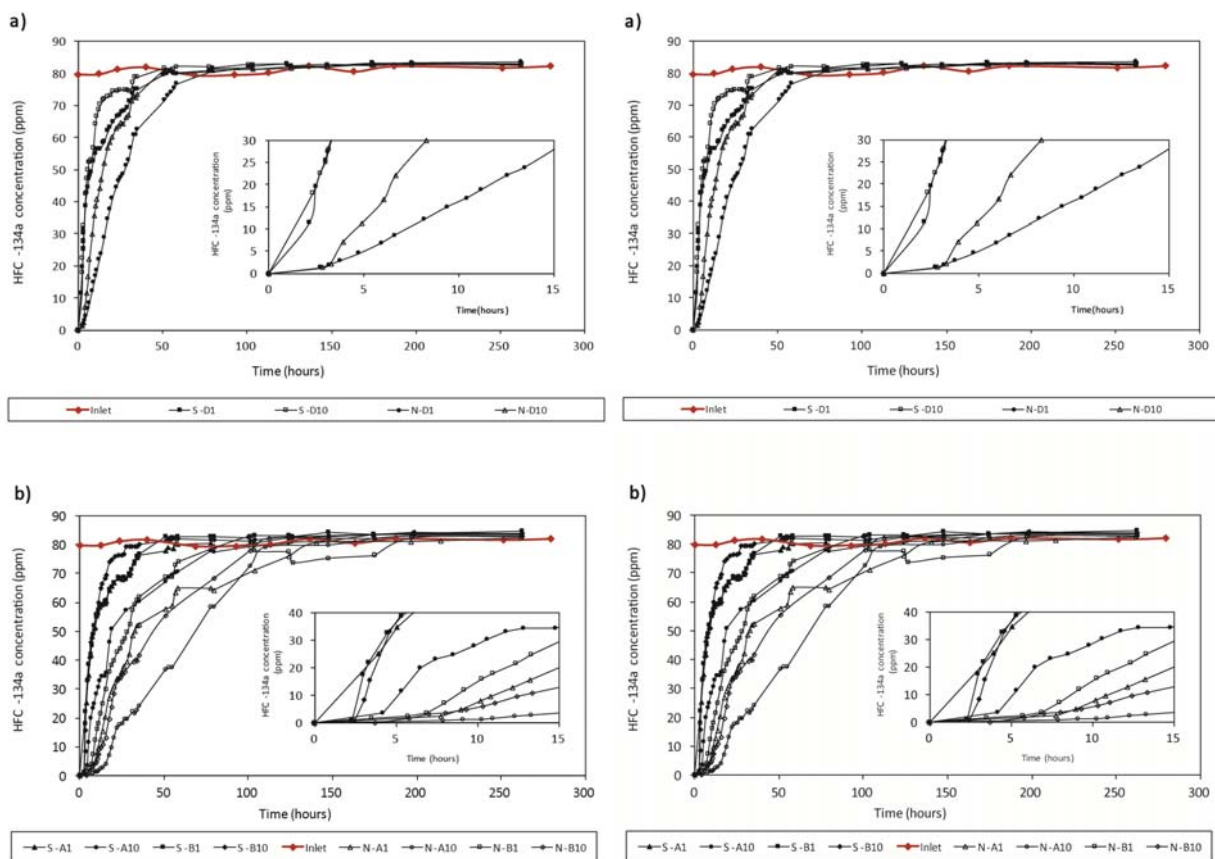 a)
90
80
70
60
50
40
30
20
10
0
HFC -134a concentration (ppm)
30
25
20
15
10
5
0
HFC -134a concentration
(ppm)
0 5 10 15
Time(hours)
0 50 100 150 200 250 300
Time (hours)
Inlet S -D1 S -D10 N-D1 N-D10
a)
90
80
70
60
50
40
30
20
10
0
HFC -134a concentration (ppm)
30
25
20
15
10
5
0
HFC -134a concentration
(ppm)
0 5 10 15
Time(hours)
0 50 100 150 200 250 300
Time (hours)
Inlet S -D1 S -D10 N-D1 N-D10
b)
90
80
70
60
50
40
30
20
10
0
HFC -134a concentration (ppm)
40
30
20
10
0
HFC -134a concentration
(ppm)
0 5 10 15
Time (hours)
0 50 100 150 200 250 300
Time (hours)
S -A1 S -A10 S -B1 S -B10 Inlet N -A1 N -A10 N -B1 N -B10
b)
90
80
70
60
50
40
30
20
10
0
HFC -134a concentration (ppm)
40
30
20
10
0
HFC -134a concentration
(ppm)
0 5 10 15
Time (hours)
0 50 100 150 200 250 300
Time (hours)
S -A1 S -A10 S -B1 S -B10 Inlet N -A1 N -A10 N -B1 N -B10